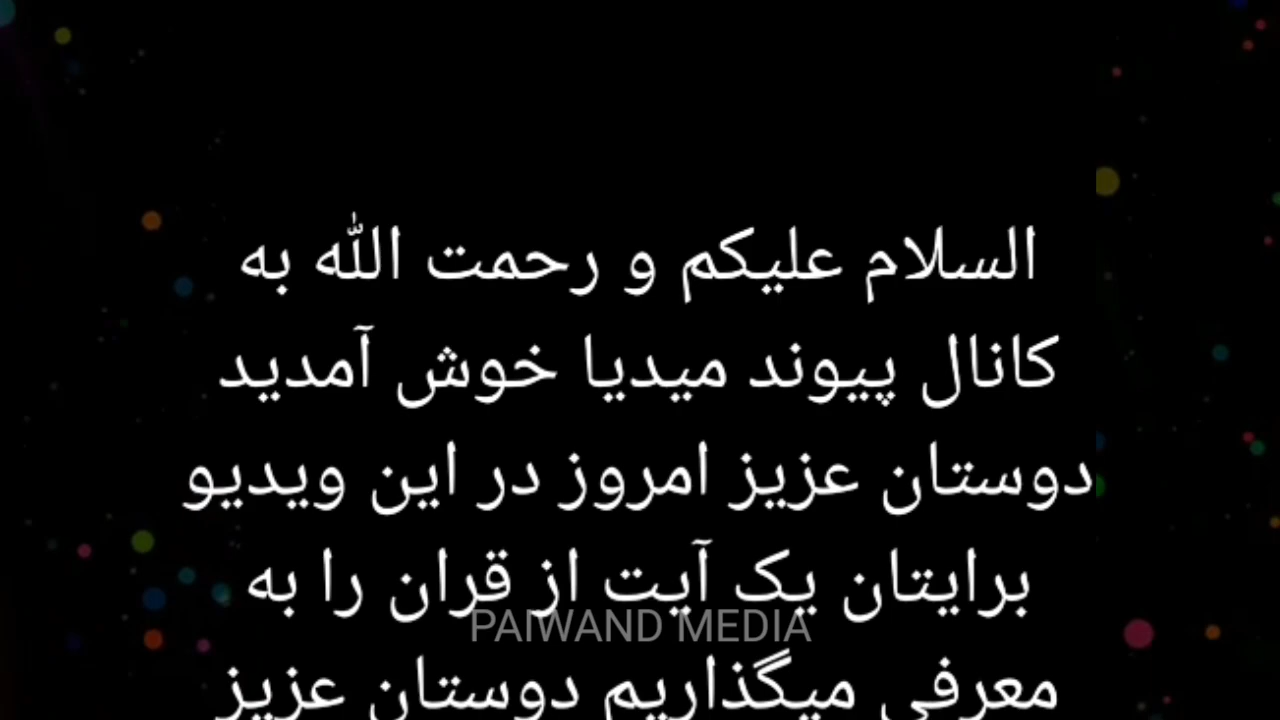 السلام علیکم و رحمت الله به
کانال پیوند میدیا خوش آمدید
دوستان عزیز امروز در این ویدیو
برایتان یک آیت از قران را به
PAIWAND MEDIA
معرفی میگذاریم دوستان عزیز